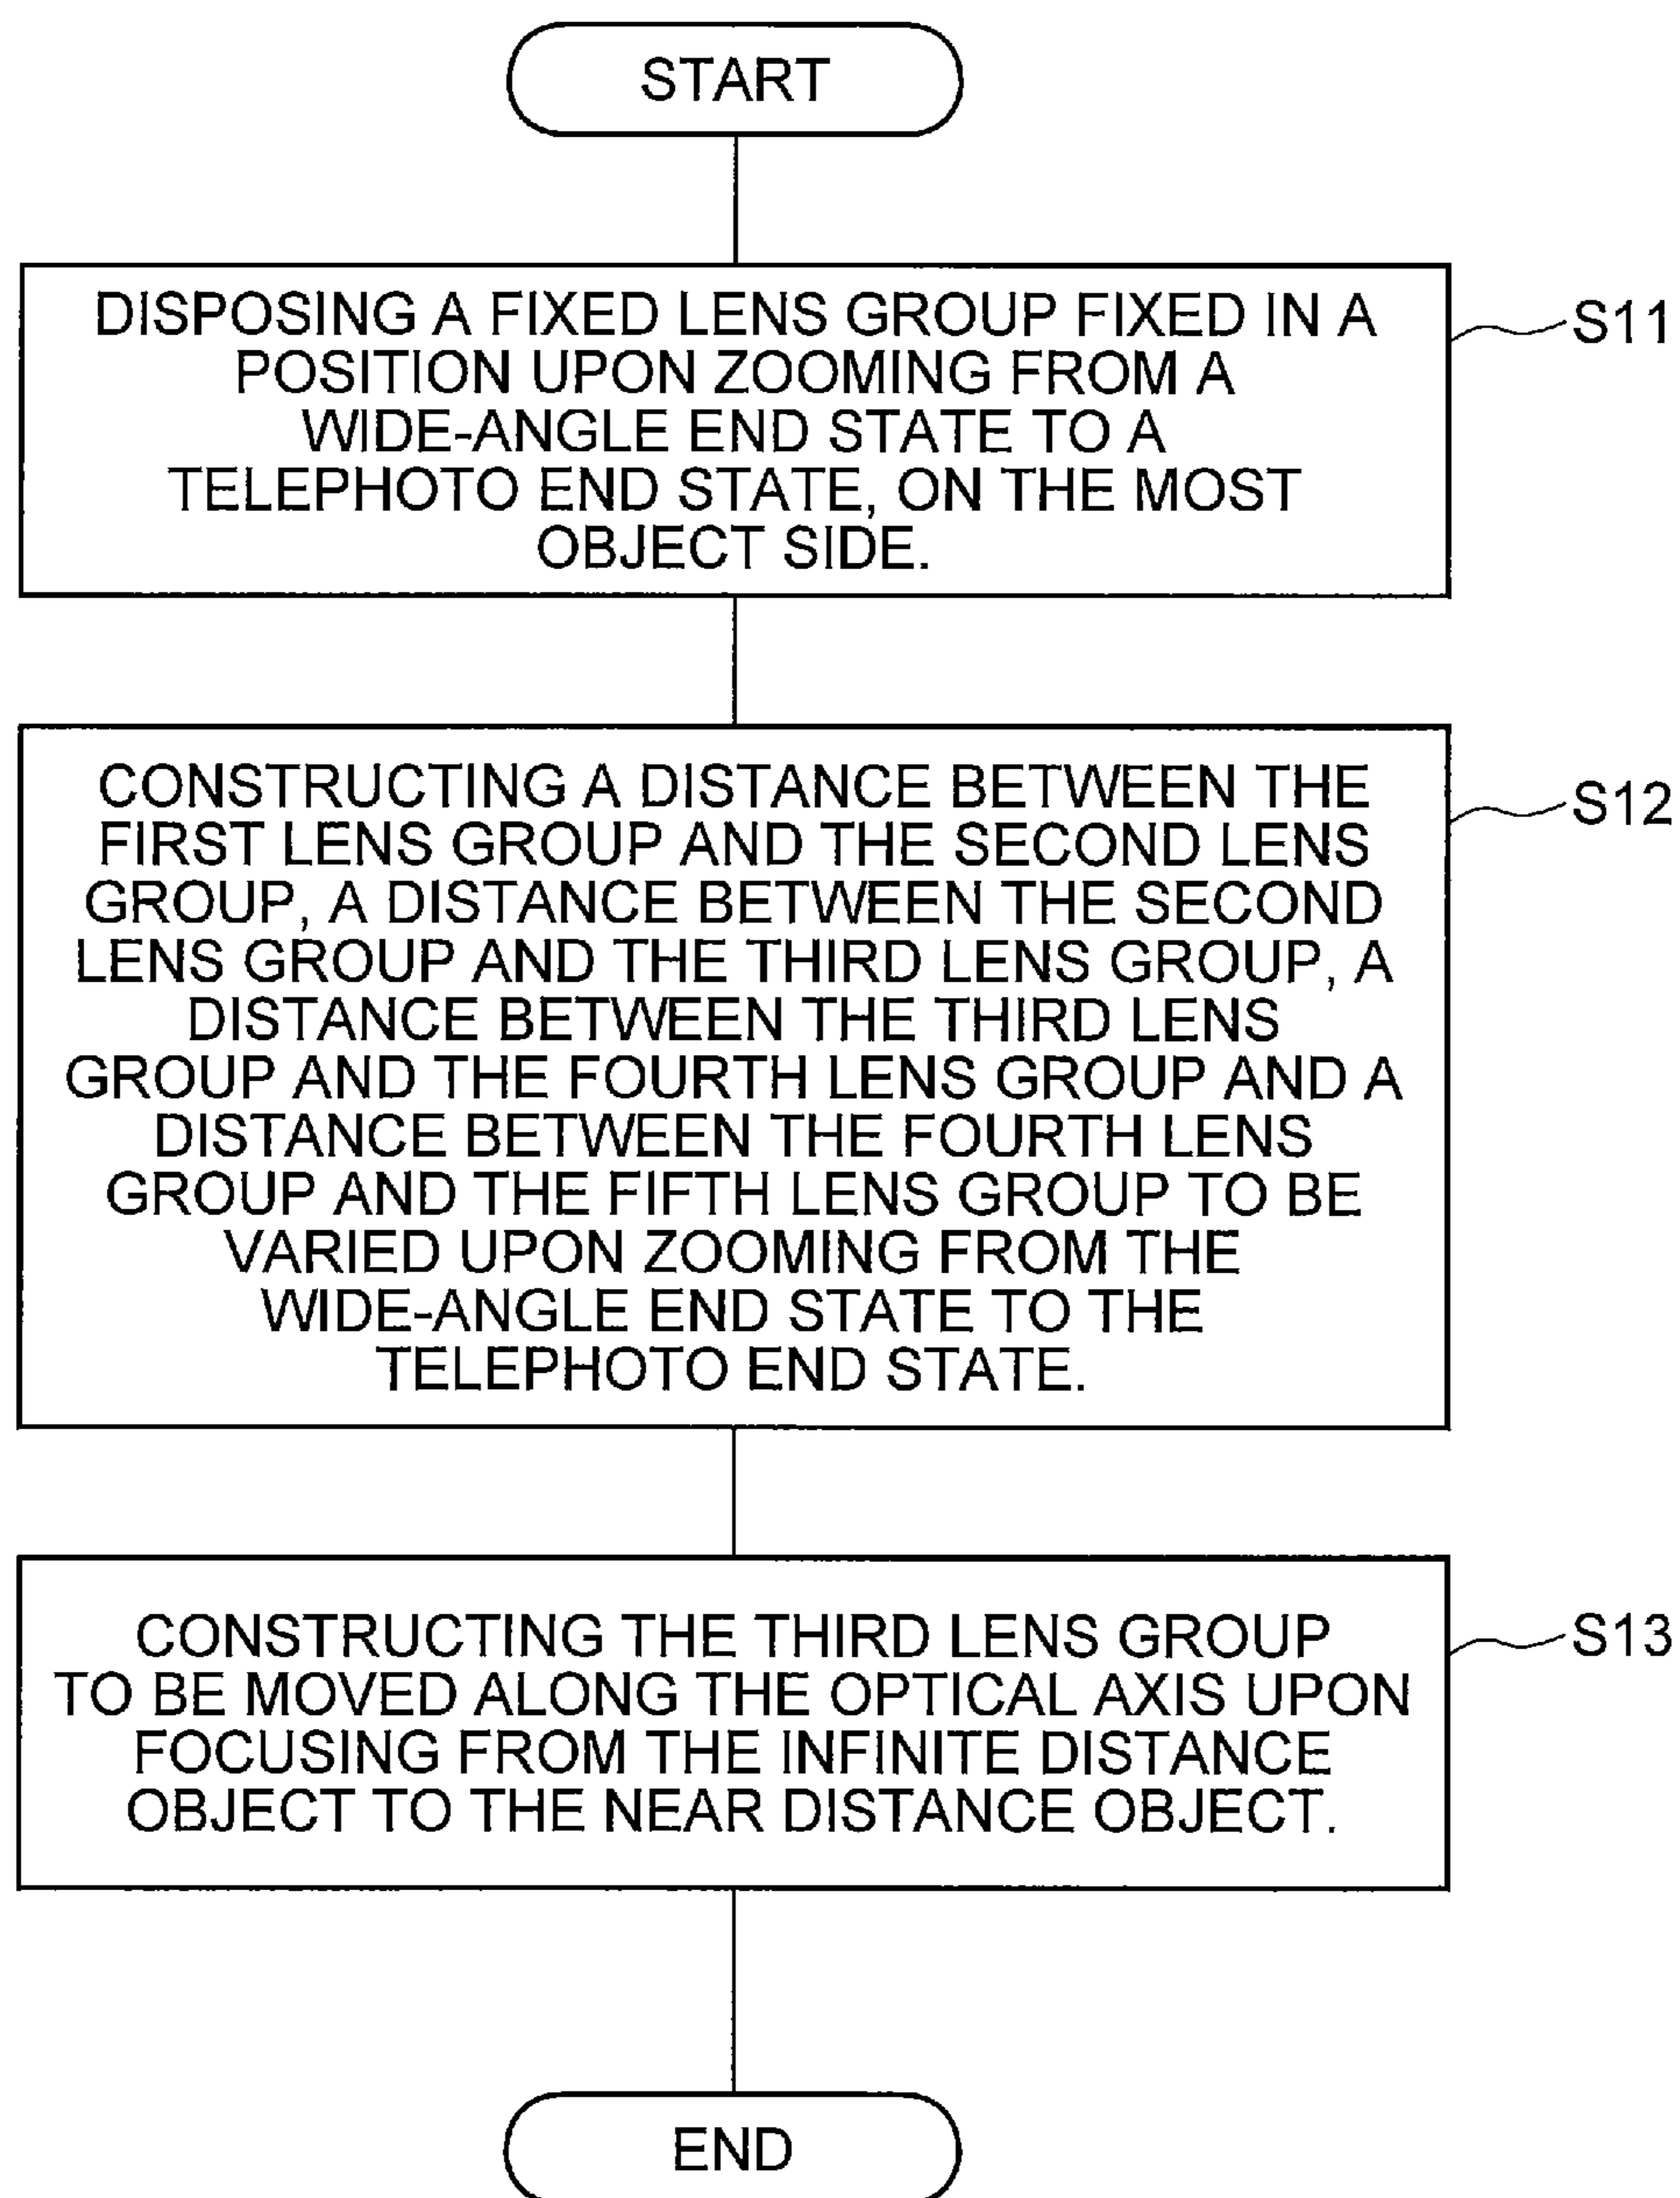 START
DISPOSING A FIXED LENS GROUP FIXED IN A
POSITION UPON ZOOMING FROM A
WIDE-ANGLE END STATE TO A
TELEPHOTO END STATE, ON THE MOST
OBJECT SIDE.
S11
CONSTRUCTING A DISTANCE BETWEEN THE
FIRST LENS GROUP AND THE SECOND LENS
GROUP, A DISTANCE BETWEEN THE SECOND
LENS GROUP AND THE THIRD LENS GROUP, A
DISTANCE BETWEEN THE THIRD LENS
GROUP AND THE FOURTH LENS GROUP AND A
DISTANCE BETWEEN THE FOURTH LENS
GROUP AND THE FIFTH LENS GROUP TO BE
VARIED UPON ZOOMING FROM THE
WIDE-ANGLE END STATE TO THE
TELEPHOTO END STATE.
S12
CONSTRUCTING THE THIRD LENS GROUP
TO BE MOVED ALONG THE OPTICAL AXIS UPON
FOCUSING FROM THE INFINITE DISTANCE
OBJECT TO THE NEAR DISTANCE OBJECT.
S13
END